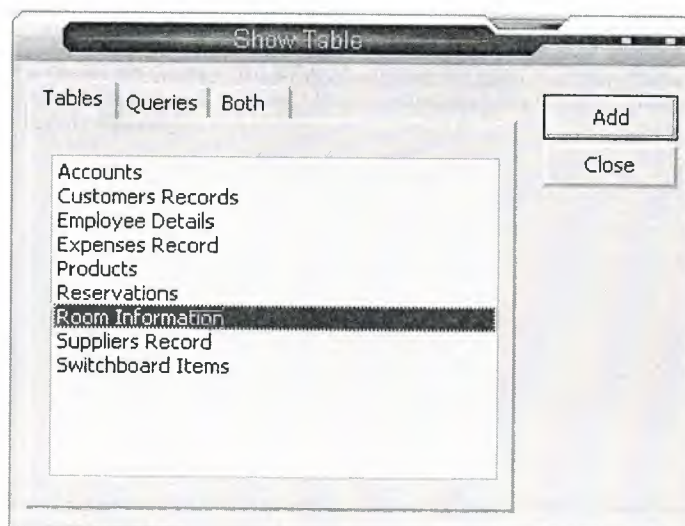 Show Table
Tables Queries Both
Add
Close
Accounts
Customers Records
Employee Details
Expenses Record
Products
Reservations
Room Information
Suppliers Record
Switchboard Items